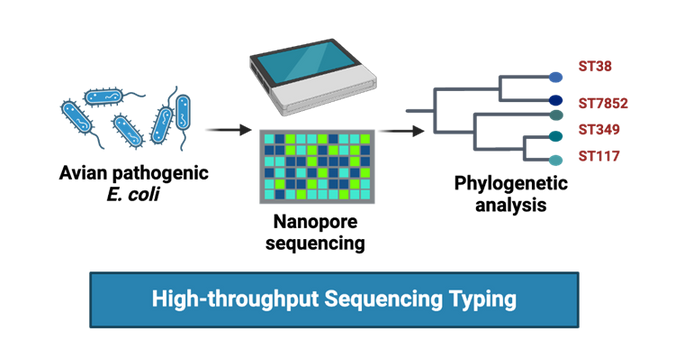 Avian pathogenic
E. coli
Nanopore
sequencing
ST38
ST7852
ST349
ST117
Phylogenetic
analysis
High-throughput Sequencing Typing